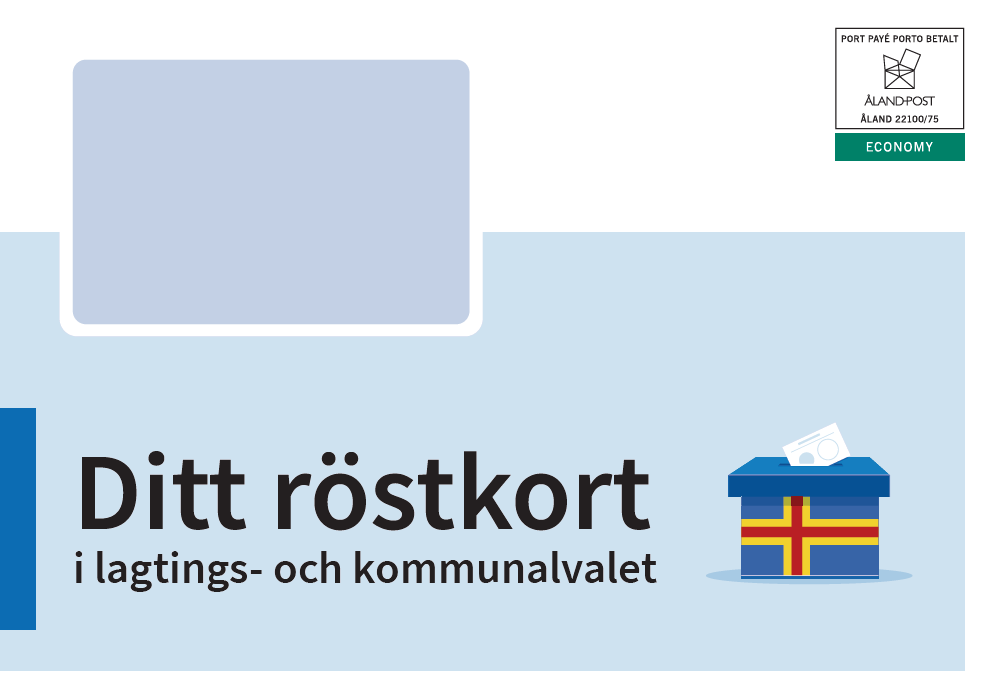 PORT PAYÉ PORTO BETALT
ÅLAND POST
ÅLAND 22100/75
ECONOMY
Ditt röstkort
i lagtings- och kommunalvalet